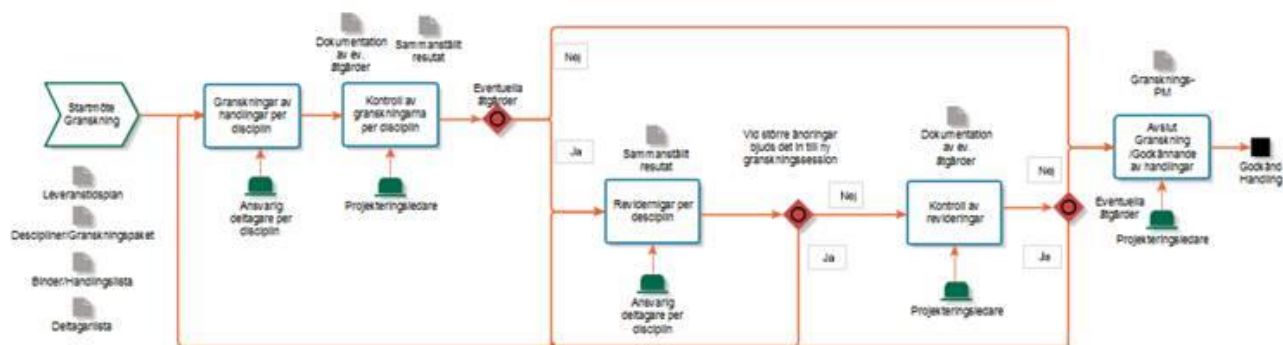 Startmöte
Granskning
Leveranstidsplan
Descipliner/Granskningspaket
Binder/Handlingslista
Deltagarlista
Granskningar av
handlingar per
disciplin
Ansvarig
deltagare per
disciplin
Dokumentation
av ev.
åtgärder
Sammanställt
resutat
Kontroll av
granskningarna
per disciplin
Projekteringsledare
Eventuella
åtgärder
Nej
Ja
Sammanställt
resutat
Revidernigar per
desciplin
Ansvarig
deltagare per
disciplin
Vid större ändringar
bjuds det in till ny
granskningssession
Nej
Ja
Dokumentation
av ev.
åtgärder
Kontroll av
revideringar
Projekteringsledare
Nej
Eventuella
åtgärder
Ja
Gransknings-
PM
Avslut
Granskning
/Godkännande
av handlingar
Projekteringsledare
Godkänd
Handling